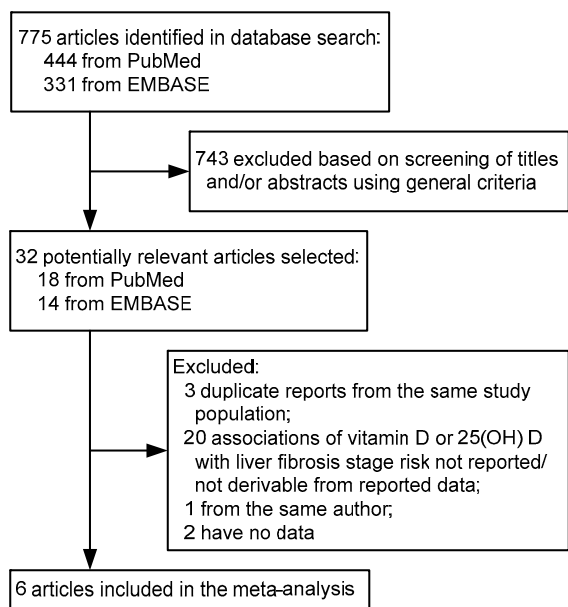 775 articles identified in database search:
444 from PubMed
331 from EMBASE
743 excluded based on screening of titles
and/or abstracts using general criteria
32 potentially relevant articles selected:
18 from PubMed
14 from EMBASE
Excluded:
3 duplicate reports from the same study
population;
20 associations of vitamin D or 25(OH) D
with liver fibrosis stage risk not reported/
not derivable from reported data;
1 from the same author;
2 have no data
6 articles included in the meta-analysis